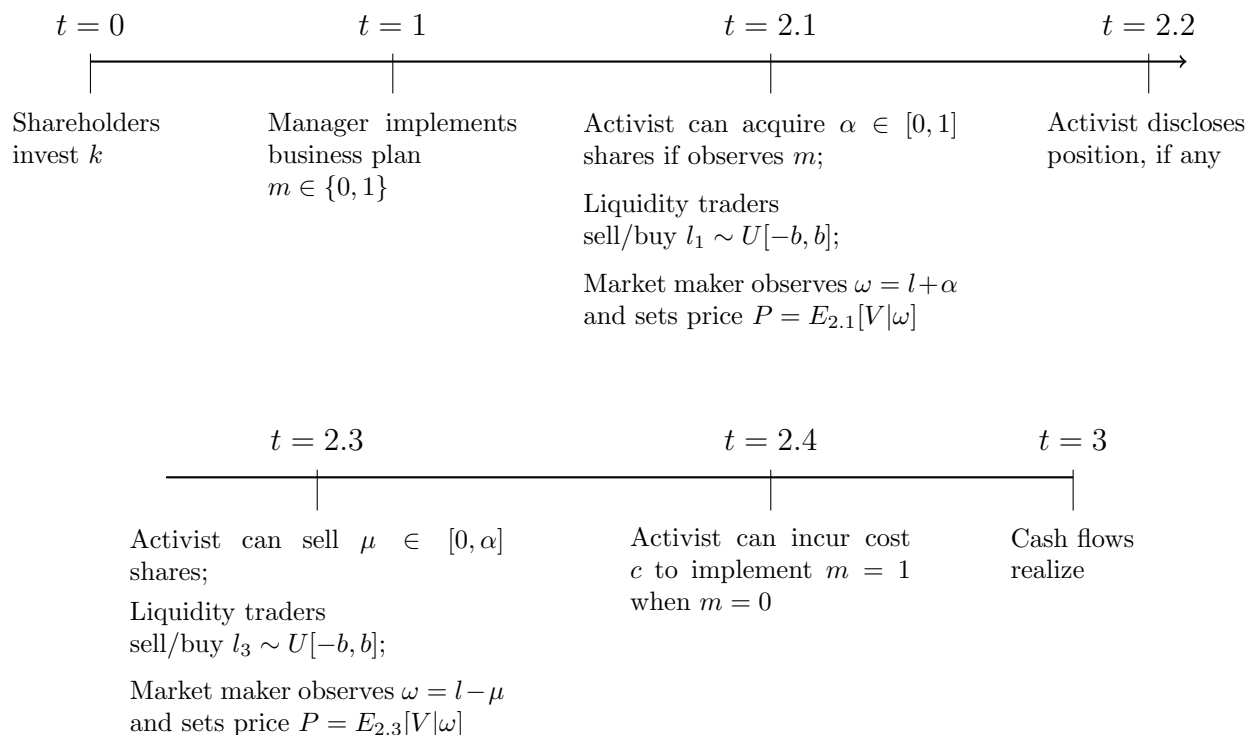 t = 0
t = 1
t = 2.1
t = 2.2
Shareholders
invest k
Manager implements
business plan
m ∈ {0, 1}
Activist can acquire α ∈ [0, 1]
shares if observes m;
Liquidity traders
sell/buy l₁ ∼ U[−b, b];
Market maker observes ω = l+α
and sets price P = E₂.₁[V|ω]
Activist discloses
position, if any
t = 2.3
t = 2.4
t = 3
Activist can sell μ ∈ [0, α]
shares;
Liquidity traders
sell/buy l₃ ∼ U[−b, b];
Market maker observes ω = l−μ
and sets price P = E₂.₃[V|ω]
Activist can incur cost
c to implement m = 1
when m = 0
Cash flows
realize